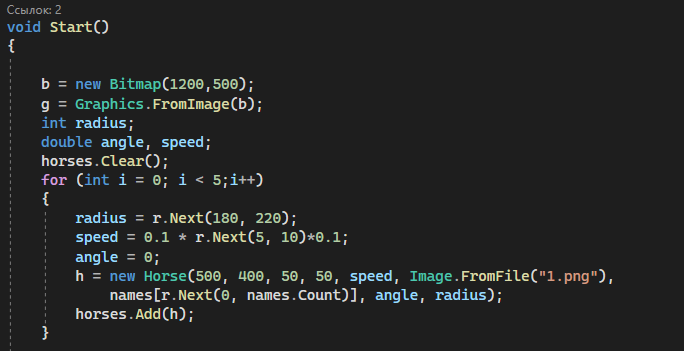 Ссылок: 2
void Start()
{
b = new Bitmap(1200,500);
g = Graphics.FromImage(b);
int radius;
double angle, speed;
horses.Clear();
for (int i = 0; i < 5;i++)
{
radius = r.Next(180, 220);
speed = 0.1 * r.Next(5, 10)*0.1;
angle = 0;
h = new Horse(500, 400, 50, 50, speed, Image.FromFile("1.png"),
names[r.Next(0, names.Count)], angle, radius);
horses.Add(h);
}